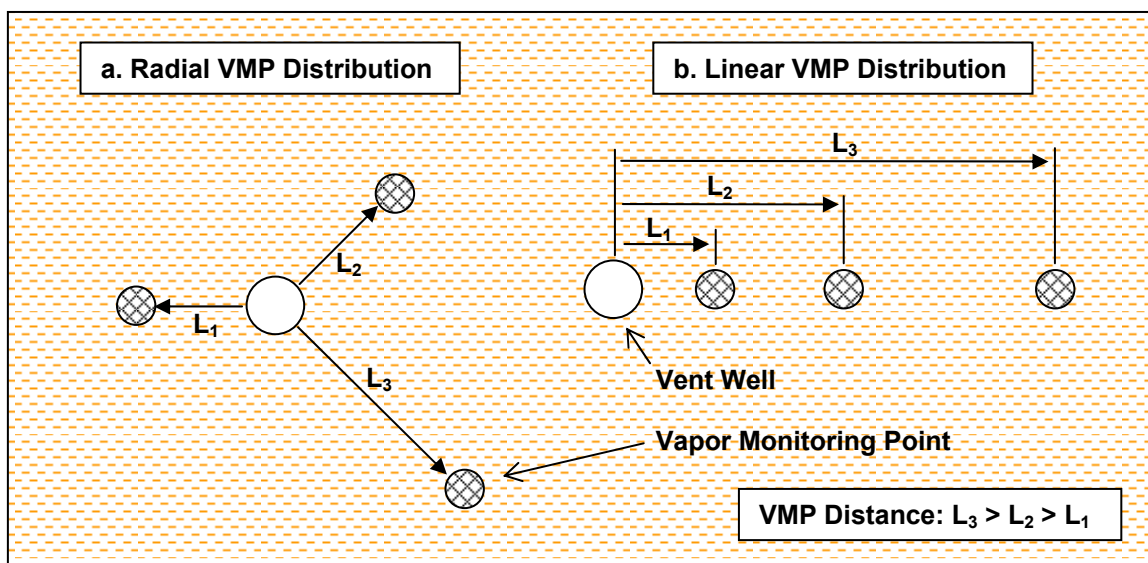 a. Radial VMP Distribution
b. Linear VMP Distribution
L₃
L₂
L₁
L₂
L₁
L₃
Vent Well
Vapor Monitoring Point
VMP Distance: L₃ > L₂ > L₁